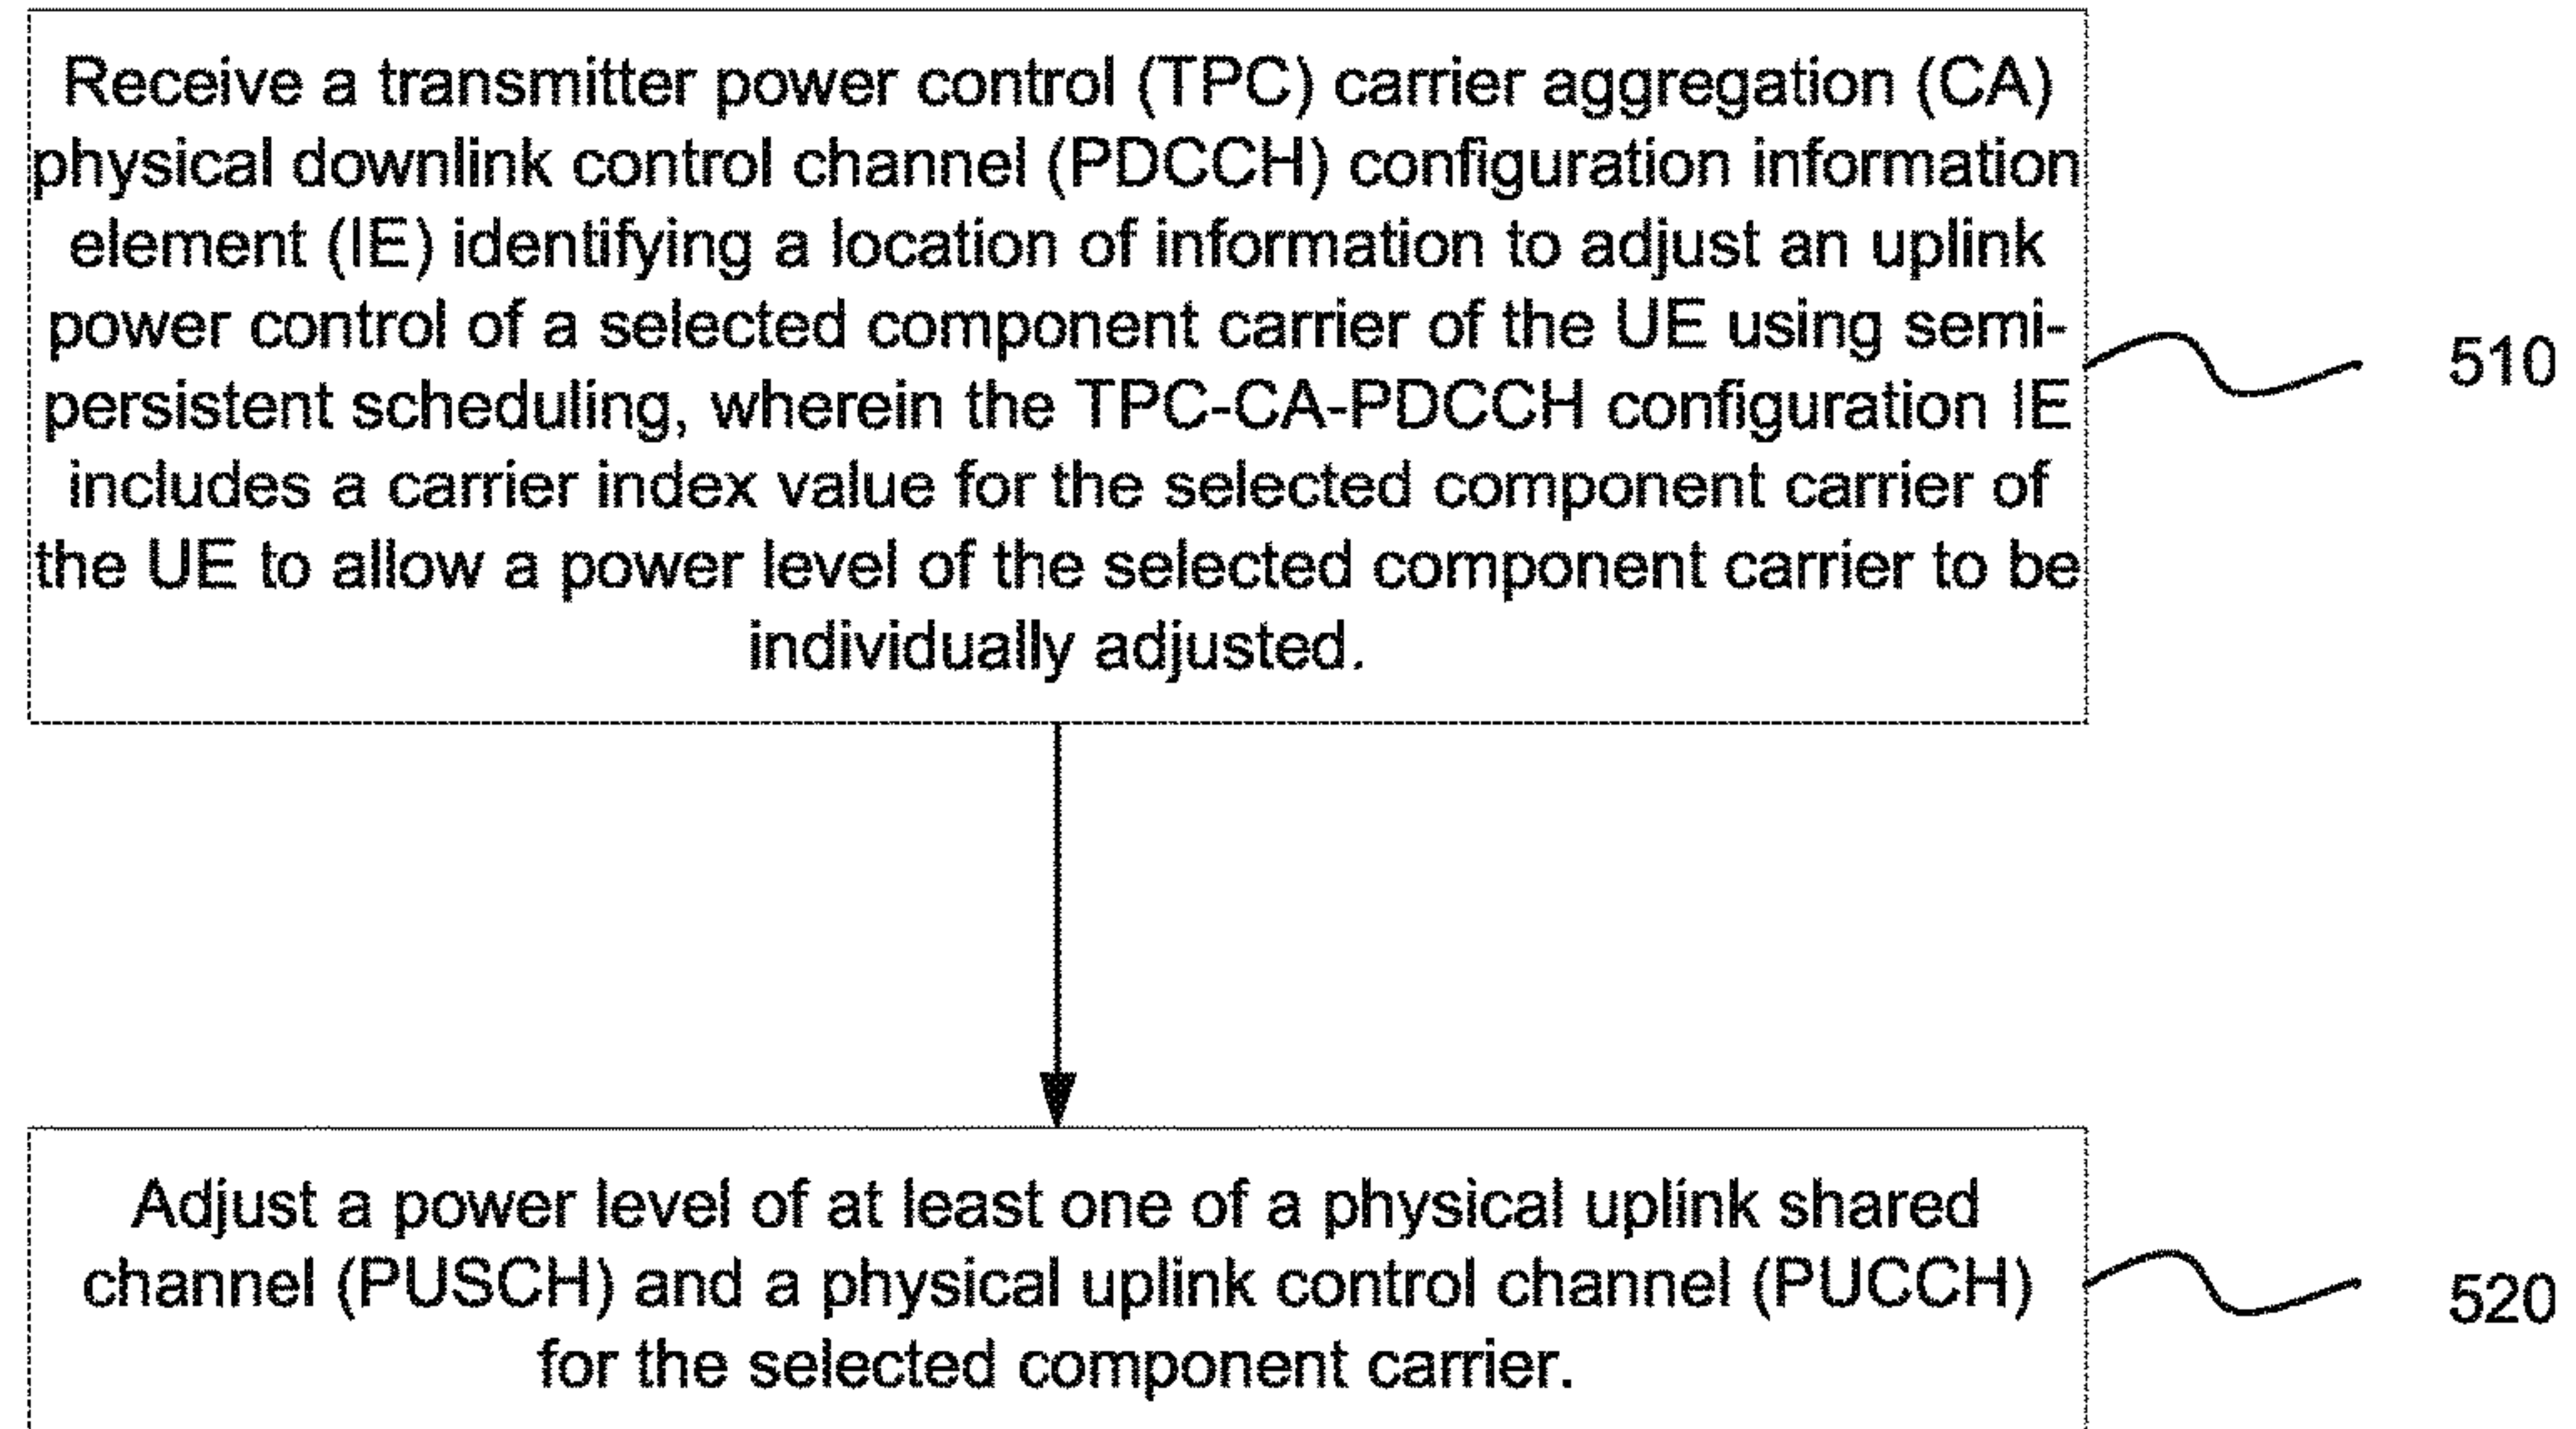 Receive a transmitter power control (TPC) carrier aggregation (CA)
physical downlink control channel (PDCCH) configuration information
element (IE) identifying a location of information to adjust an uplink
power control of a selected component carrier of the UE using semi-
persistent scheduling, wherein the TPC-CA-PDCCH configuration IE
includes a carrier index value for the selected component carrier of
the UE to allow a power level of the selected component carrier to be
individually adjusted.
510
Adjust a power level of at least one of a physical uplink shared
channel (PUSCH) and a physical uplink control channel (PUCCH)
for the selected component carrier.
520